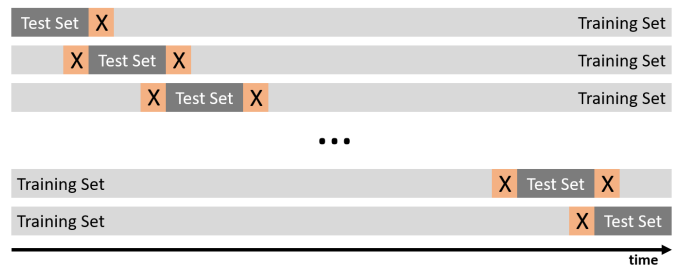 Test Set X Training Set
X Test Set X Training Set
X Test Set X Training Set
...
Training Set X Test Set X
Training Set X Test Set
time